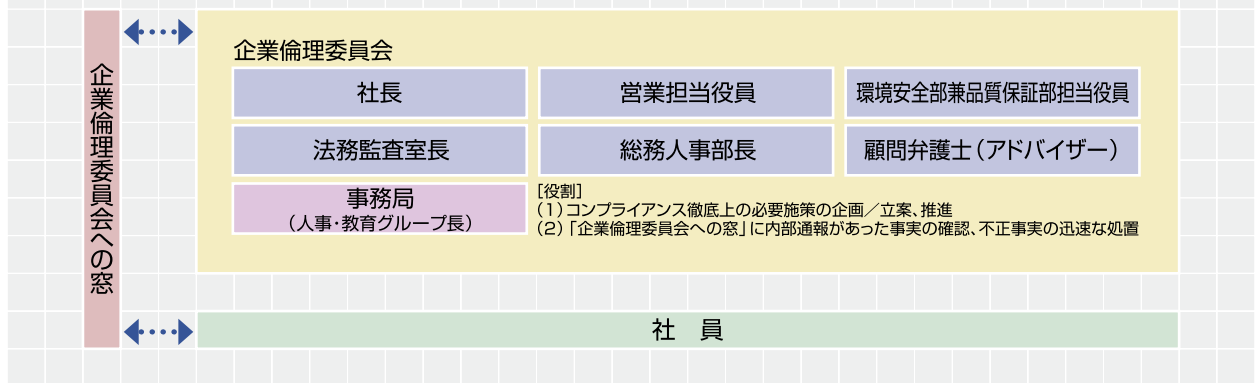 企業倫理委員会への窓
企業倫理委員会
社長
営業担当役員
環境安全部兼品質保証部担当役員
法務監査室長
総務人事部長
顧問弁護士（アドバイザー）
事務局
（人事・教育グループ長）
［役割］
（1）コンプライアンス徹底上の必要施策の企画／立案、推進
（2）「企業倫理委員会への窓」に内部通報があった事実の確認、不正事実の迅速な処置
社　員